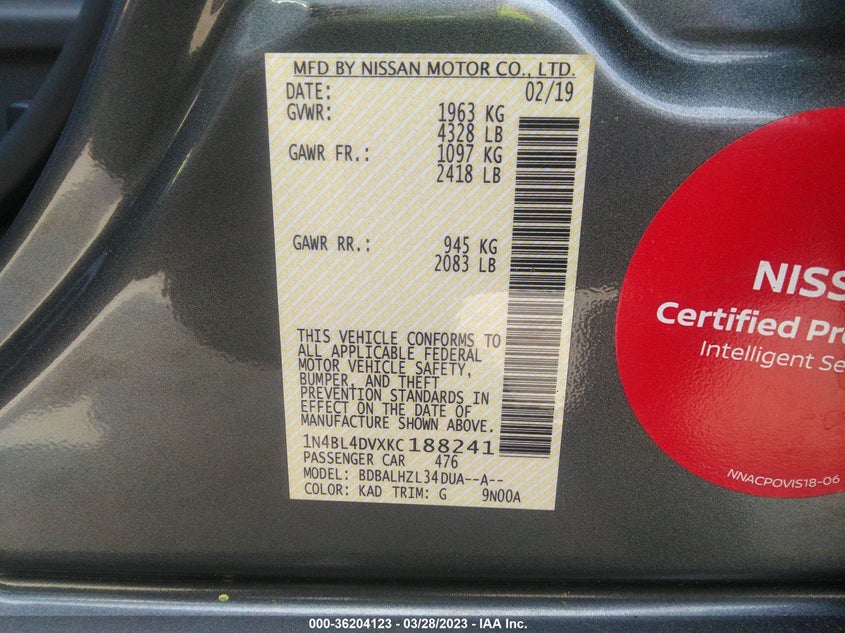 MFD BY NISSAN MOTOR CO., LTD.
DATE: 02/19
GVWR: 1963 KG
4328 LB
GAWR FR.: 1097 KG
2418 LB
GAWR RR.: 945 KG
2083 LB
THIS VEHICLE CONFORMS TO
ALL APPLICABLE FEDERAL
MOTOR VEHICLE SAFETY,
BUMPER, AND THEFT
PREVENTION STANDARDS IN
EFFECT ON THE DATE OF
MANUFACTURE SHOWN ABOVE.
1N4BL4DVXKC188241
PASSENGER CAR 476
MODEL: BDBALHZL34DUA--A--
COLOR: KAD TRIM: G 9N00A
NISS
Certified Pr
Intelligent Se
NNACPOVIS18-06
000-36204123 - 03/28/2023 - IAA Inc.